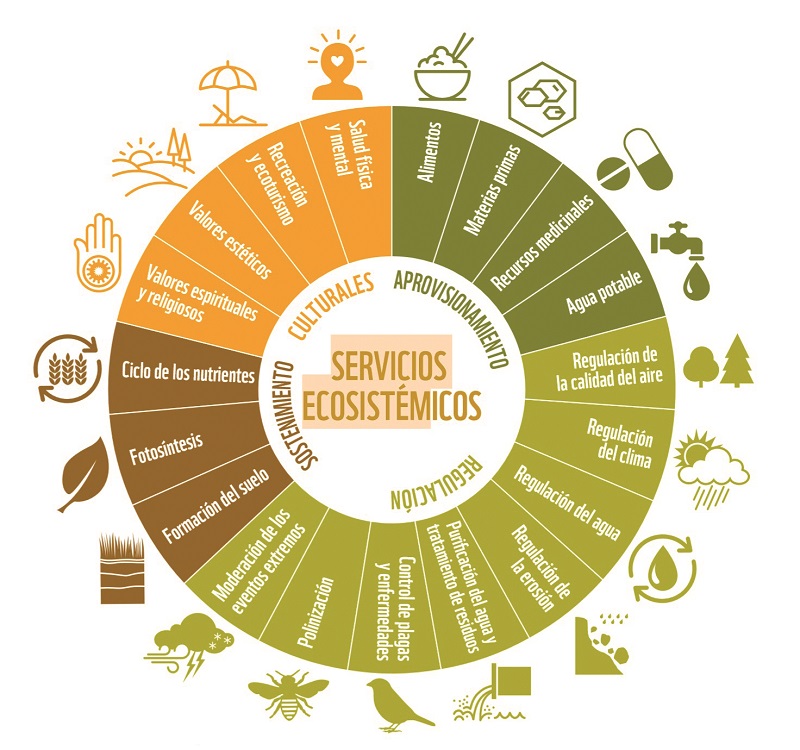 SERVICIOS
ECOSISTÉMICOS
CULTURALES
APROVISIONAMIENTO
REGULACIÓN
SOSTENIMIENTO
Alimentos
Materias primas
Recursos medicinales
Agua potable
Regulación de
la calidad del aire
Regulación
del clima
Regulación del agua
Regulación de
la erosión
Purificación del agua y
tratamiento de residuos
Control de plagas
y enfermedades
Polinización
Moderación de los
eventos extremos
Formación del suelo
Fotosíntesis
Ciclo de los nutrientes
Valores espirituales
y religiosos
Valores estéticos
Recreación
y ecoturismo
Salud física
y mental